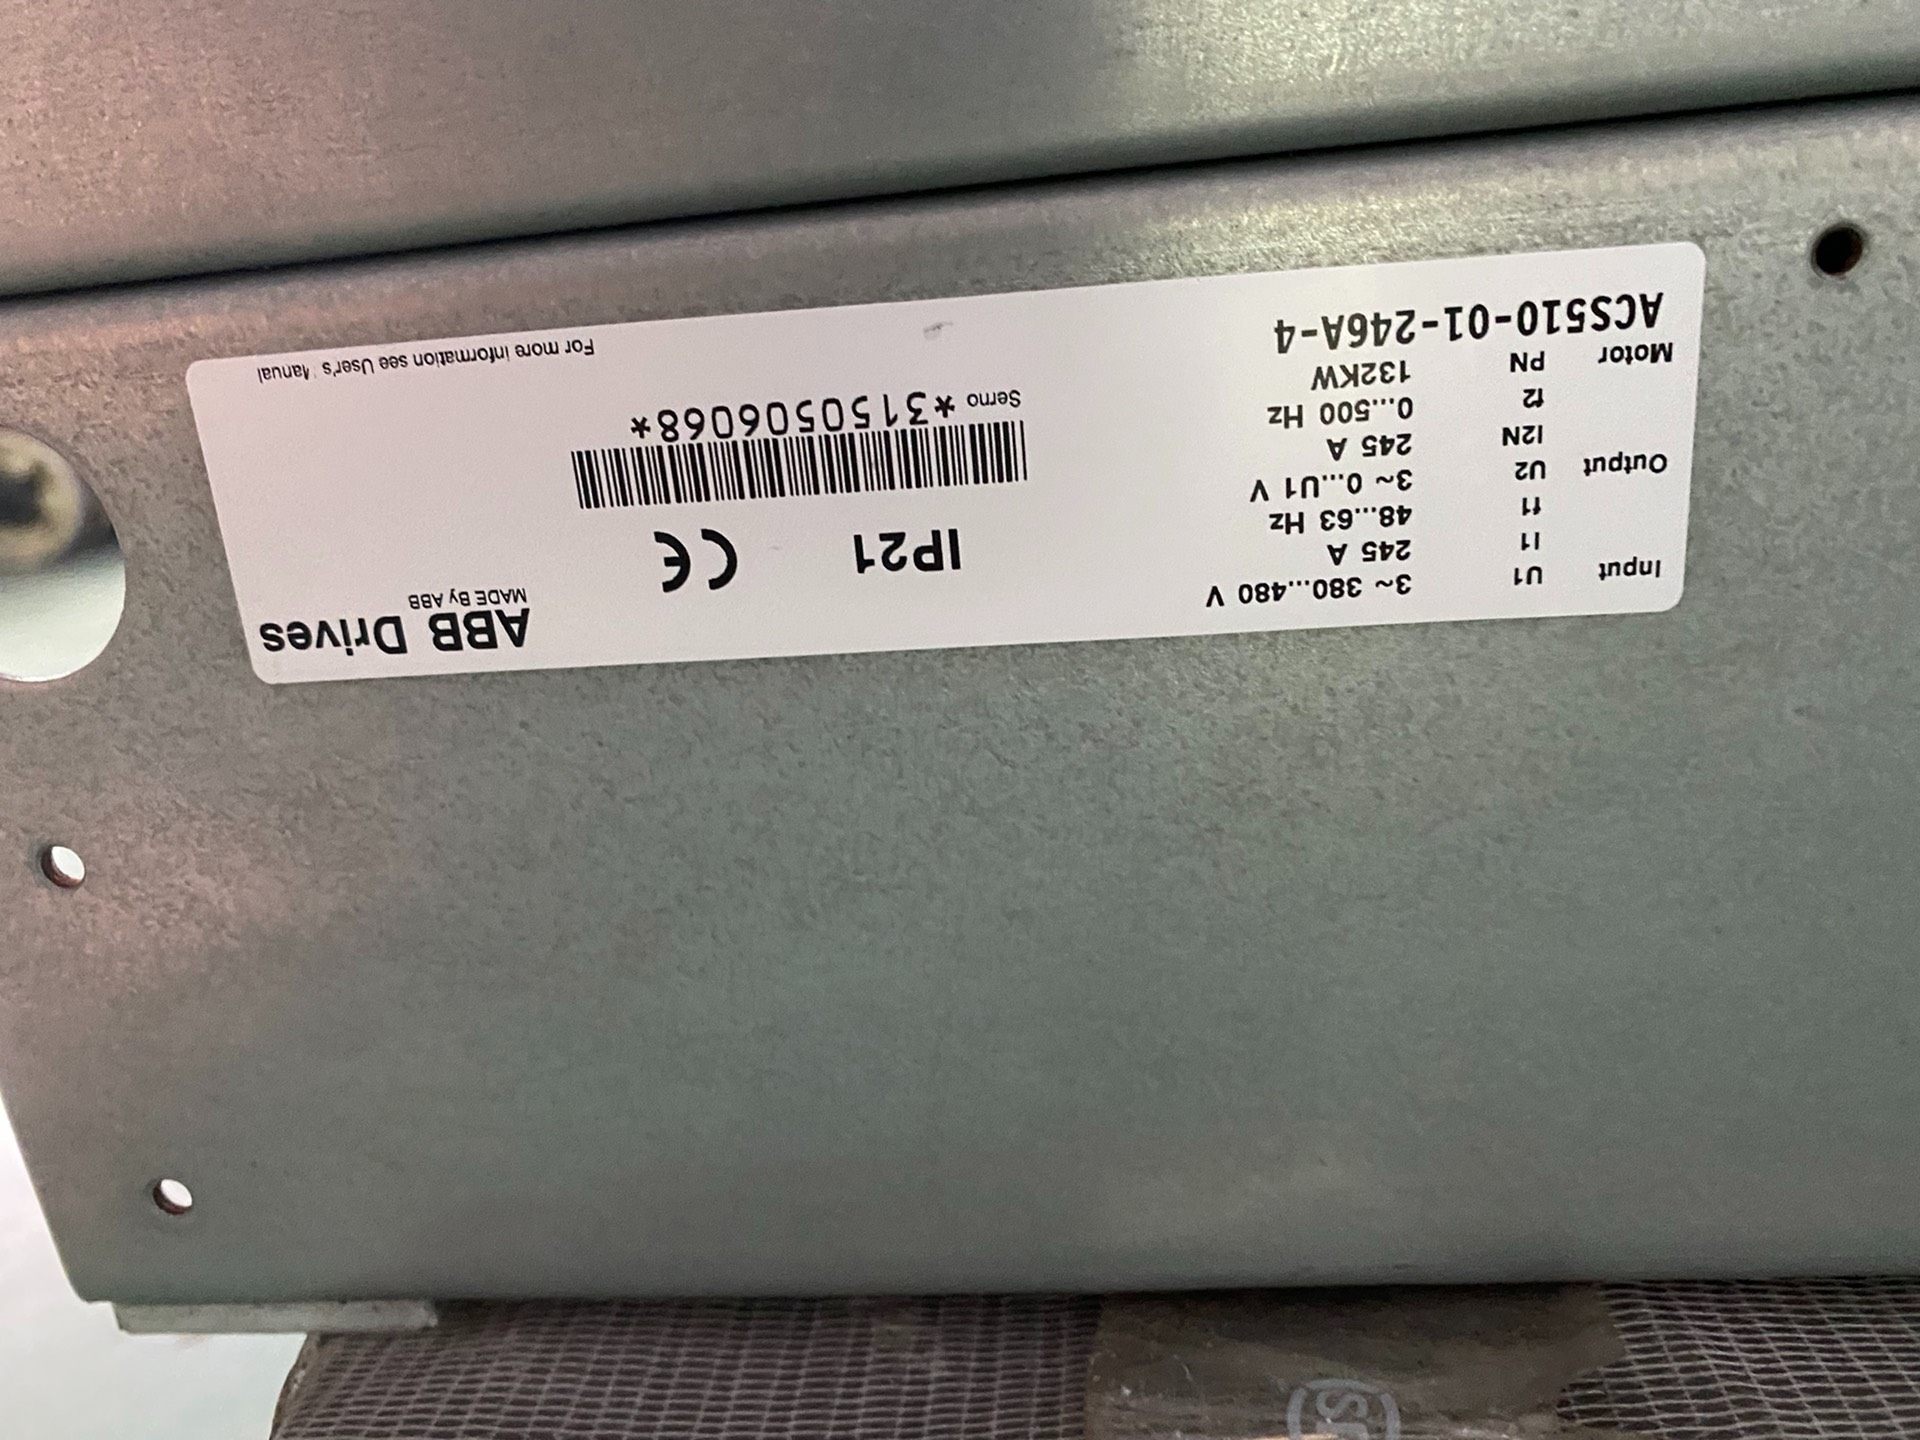 ABB Drives
MADE By ABB
Input U1 3~ 380...480 V
I1 245 A
f1 48...63 Hz
Output U2 3~ 0...U1 V
I2N 245 A
f2 0...500 Hz
Motor PN 132KW
ACS510-01-246A-4
IP21 CE
Serno *3150506068*
For more information see User's Manual